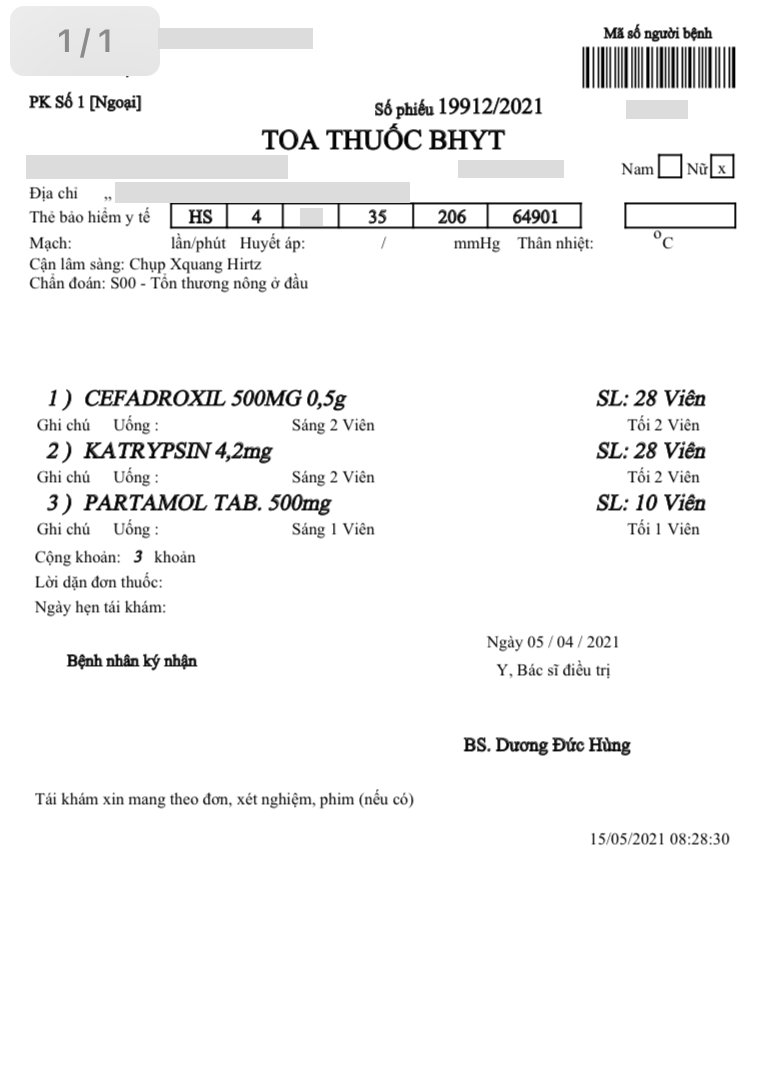 1/1
Mã số người bệnh
PK Số 1 [Ngoại]
Số phiếu 19912/2021
TOA THUỐC BHYT
Nam Nữ x
Địa chỉ ,,
Thẻ bảo hiểm y tế HS 4 35 206 64901
Mạch: lần/phút Huyết áp: / mmHg Thân nhiệt: °C
Cận lâm sàng: Chụp Xquang Hirtz
Chẩn đoán: S00 - Tổn thương nông ở đầu
1 ) CEFADROXIL 500MG 0,5g SL: 28 Viên
Ghi chú Uống : Sáng 2 Viên Tối 2 Viên
2 ) KATRYPSIN 4,2mg SL: 28 Viên
Ghi chú Uống : Sáng 2 Viên Tối 2 Viên
3 ) PARTAMOL TAB. 500mg SL: 10 Viên
Ghi chú Uống : Sáng 1 Viên Tối 1 Viên
Cộng khoản: 3 khoản
Lời dặn đơn thuốc:
Ngày hẹn tái khám:
Ngày 05 / 04 / 2021
Bệnh nhân ký nhận
Y, Bác sĩ điều trị
BS. Dương Đức Hùng
Tái khám xin mang theo đơn, xét nghiệm, phim (nếu có)
15/05/2021 08:28:30